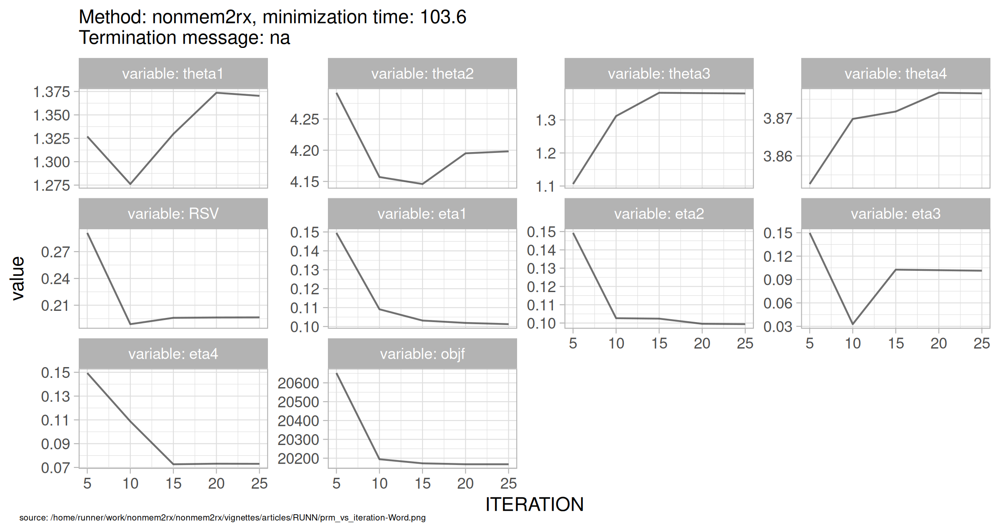 Method: nonmem2rx, minimization time: 103.6
Termination message: na
variable: theta1
variable: theta2
variable: theta3
variable: theta4
1.375
1.350
1.325
1.300
1.275
4.25
4.20
4.15
1.3
1.2
1.1
3.87
3.86
variable: RSV
variable: eta1
variable: eta2
variable: eta3
0.27
0.24
0.21
0.15
0.14
0.13
0.12
0.11
0.10
0.15
0.14
0.13
0.12
0.11
0.10
0.15
0.12
0.09
0.06
0.03
5 10 15 20 25
5 10 15 20 25
variable: eta4
variable: objf
0.15
0.13
0.11
0.09
0.07
20600
20500
20400
20300
20200
5 10 15 20 25
5 10 15 20 25
value
ITERATION
source: /home/runner/work/nonmem2rx/nonmem2rx/vignettes/articles/RUNN/prm_vs_iteration-Word.png